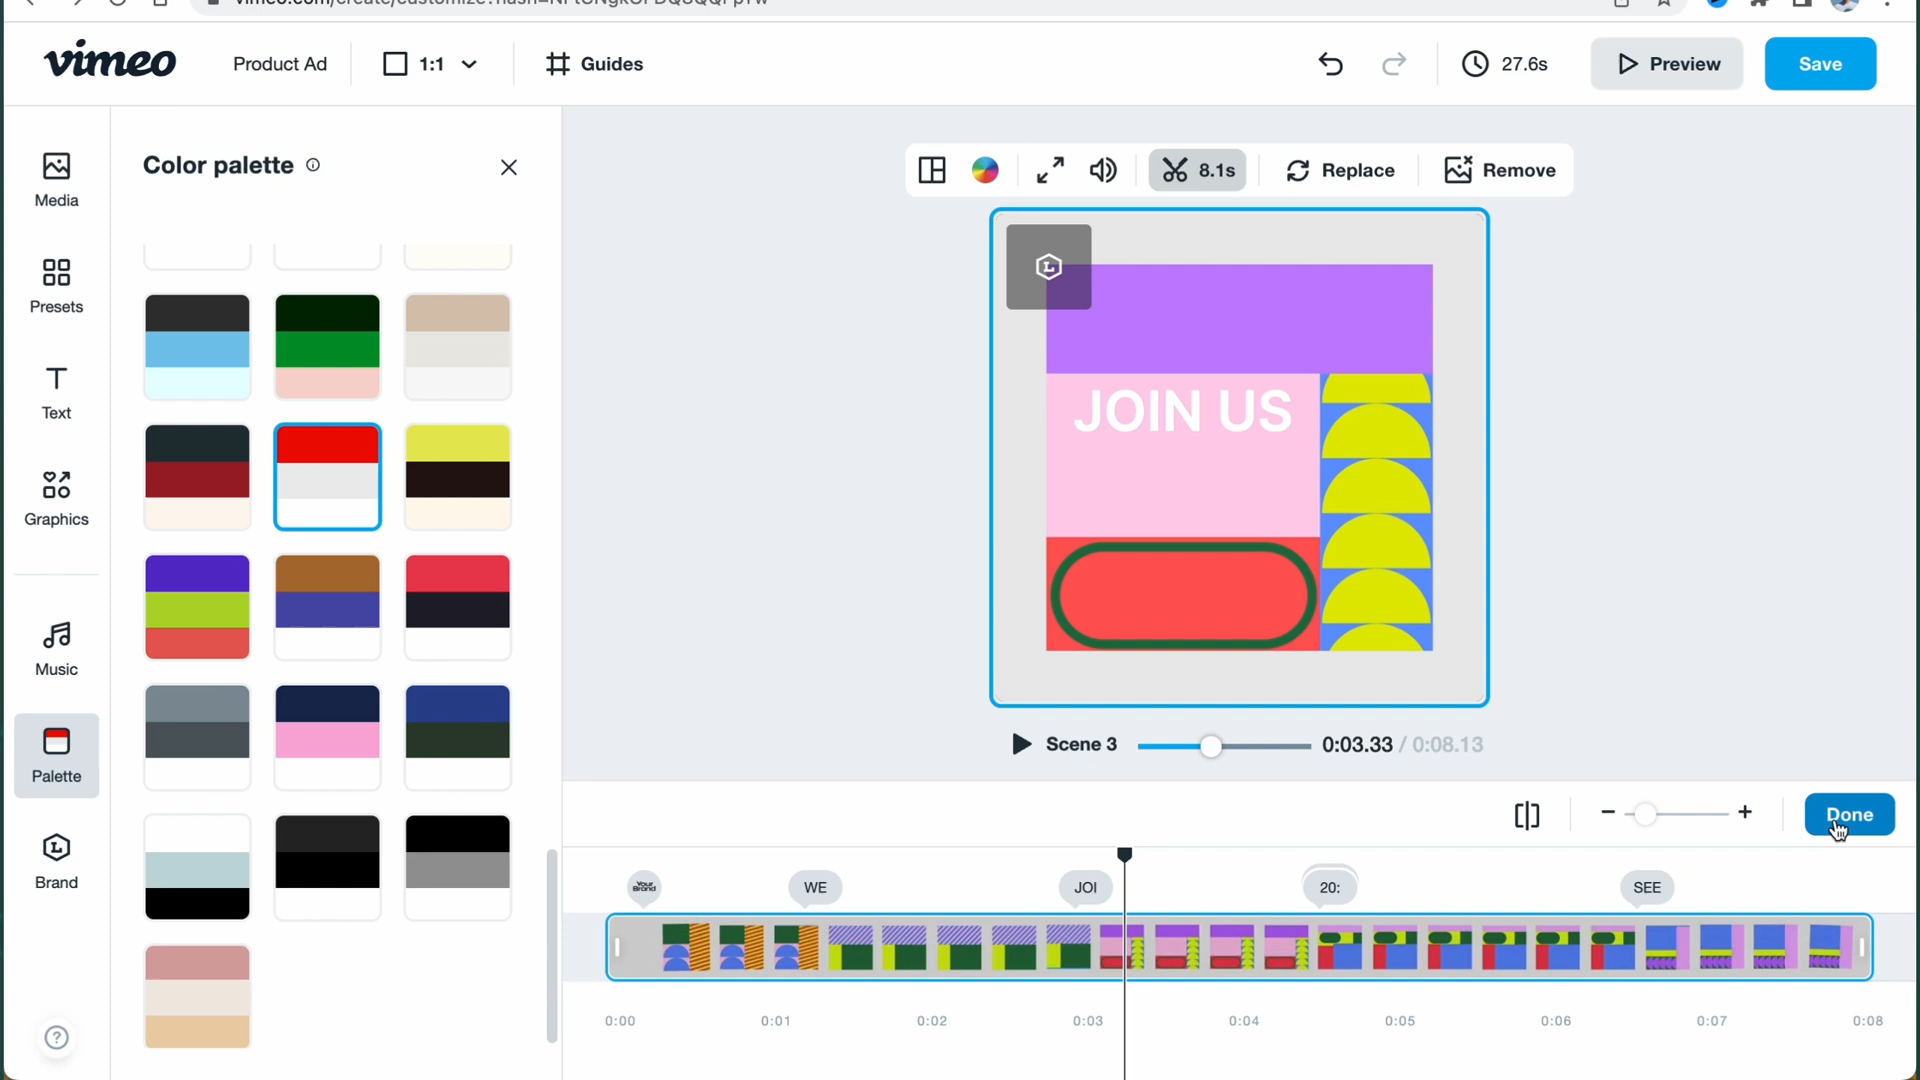 vimeo
Product Ad
1:1
Guides
27.6s
Preview
Save
Media
Presets
Text
Graphics
Music
Palette
Brand
Color palette
8.1s
Replace
Remove
L
JOIN US
Scene 3
0:03.33 / 0:08.13
Done
Your Brand
WE
JOI
20:
SEE
0:00
0:01
0:02
0:03
0:04
0:05
0:06
0:07
0:08